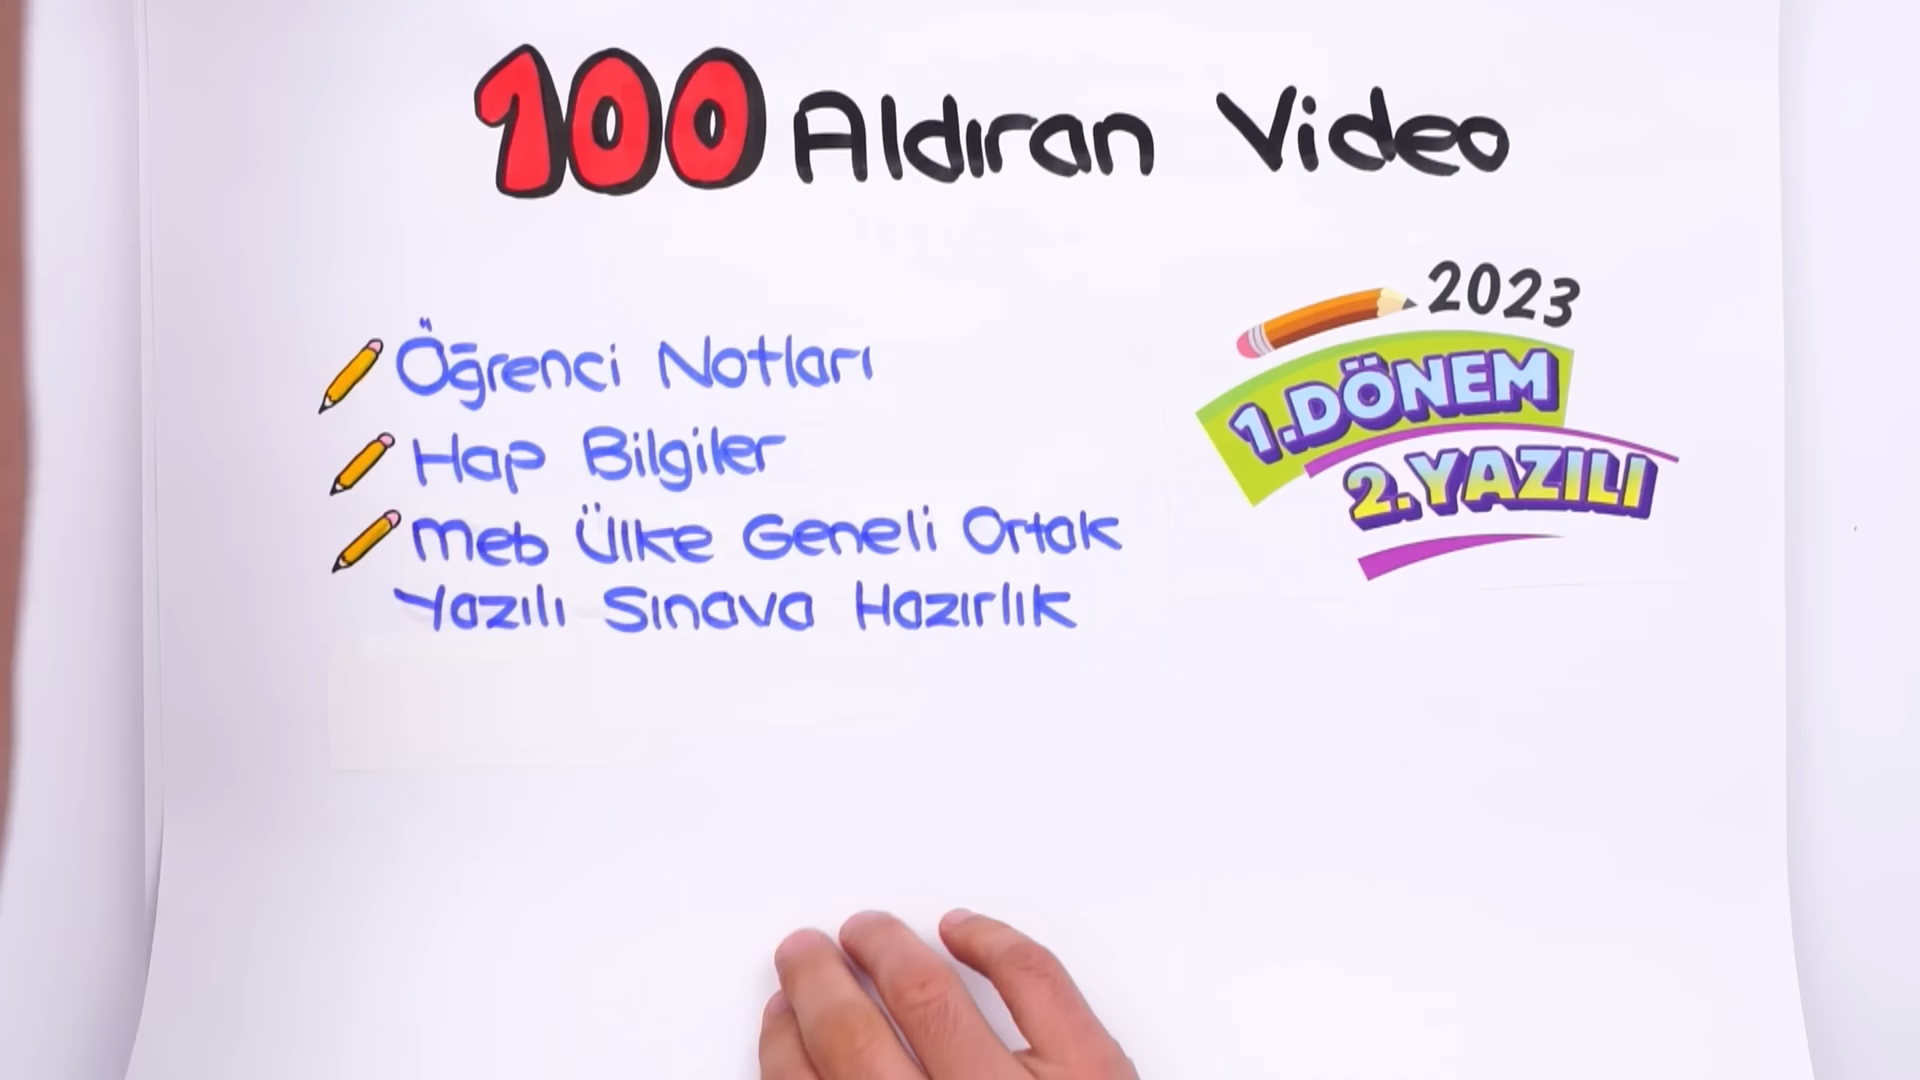 100 Aldıran Video
2023
1.DÖNEM
2.YAZILI
Öğrenci Notları
Hap Bilgiler
Meb Ülke Geneli Ortak
Yazılı Sınava Hazırlık